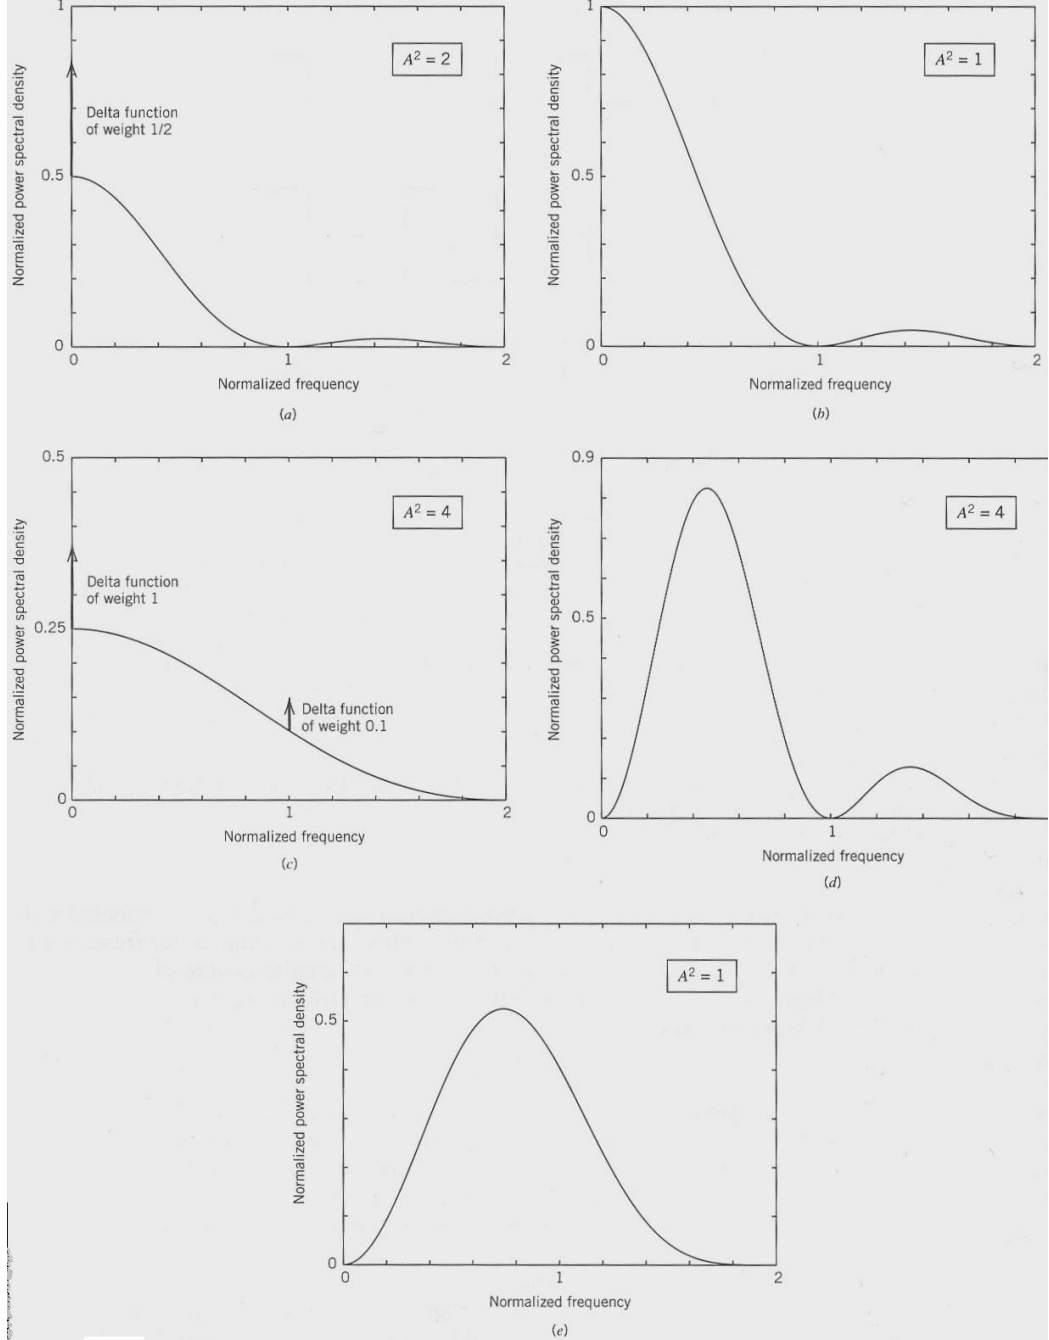 1
A² = 2
Delta function
of weight 1/2
0.5
0
0
1
2
Normalized power spectral density
Normalized frequency
(a)
1
A² = 1
0.5
0
0
1
2
Normalized power spectral density
Normalized frequency
(b)
0.5
A² = 4
Delta function
of weight 1
0.25
Delta function
of weight 0.1
0
0
1
2
Normalized power spectral density
Normalized frequency
(c)
0.9
A² = 4
0.5
0
0
1
Normalized power spectral density
Normalized frequency
(d)
A² = 1
0.5
0
0
1
2
Normalized power spectral density
Normalized frequency
(e)